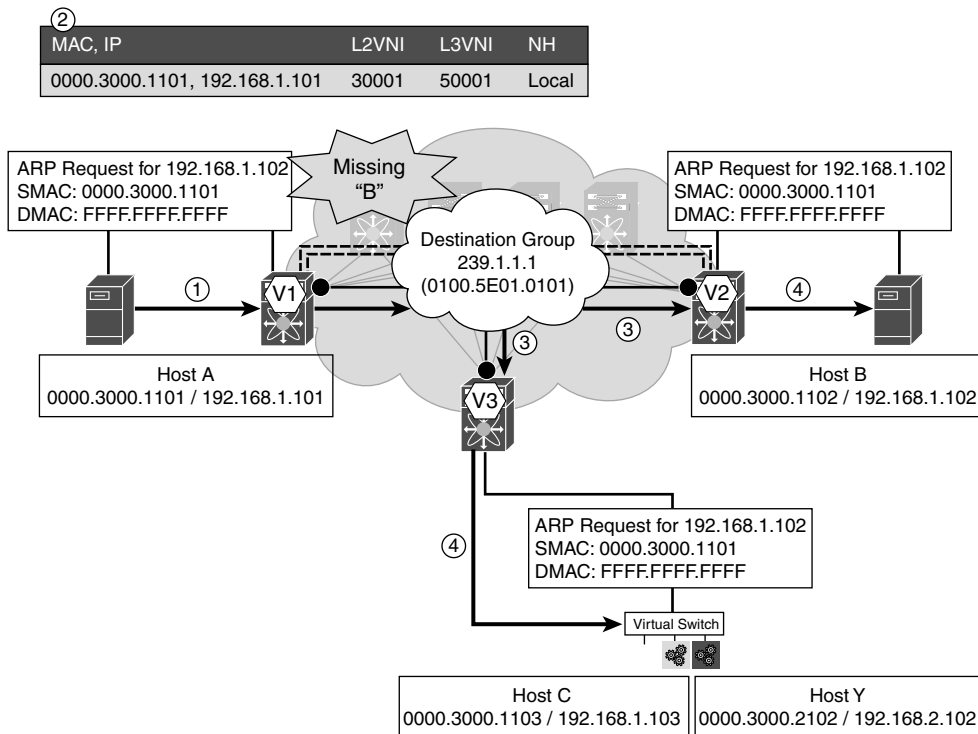 2
MAC, IP L2VNI L3VNI NH
0000.3000.1101, 192.168.1.101 30001 50001 Local
ARP Request for 192.168.1.102
SMAC: 0000.3000.1101
DMAC: FFFF.FFFF.FFFF
Missing
“B”
ARP Request for 192.168.1.102
SMAC: 0000.3000.1101
DMAC: FFFF.FFFF.FFFF
Destination Group
239.1.1.1
(0100.5E01.0101)
1
V1
V2
4
3
3
Host A
0000.3000.1101 / 192.168.1.101
Host B
0000.3000.1102 / 192.168.1.102
V3
4
ARP Request for 192.168.1.102
SMAC: 0000.3000.1101
DMAC: FFFF.FFFF.FFFF
Virtual Switch
Host C
0000.3000.1103 / 192.168.1.103
Host Y
0000.3000.2102 / 192.168.2.102